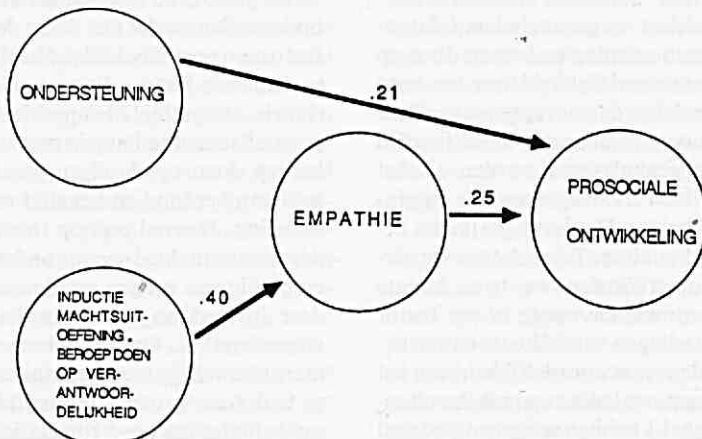 ONDERSTEUNING
.21
EMPATHIE
.25
PROSOCIALE
ONTWIKKELING
.40
INDUCTIE
MACHTSUIT-
OEFENING
BEROEP DOEN
OP VER-
ANTWOOR-
DELIJKHEID